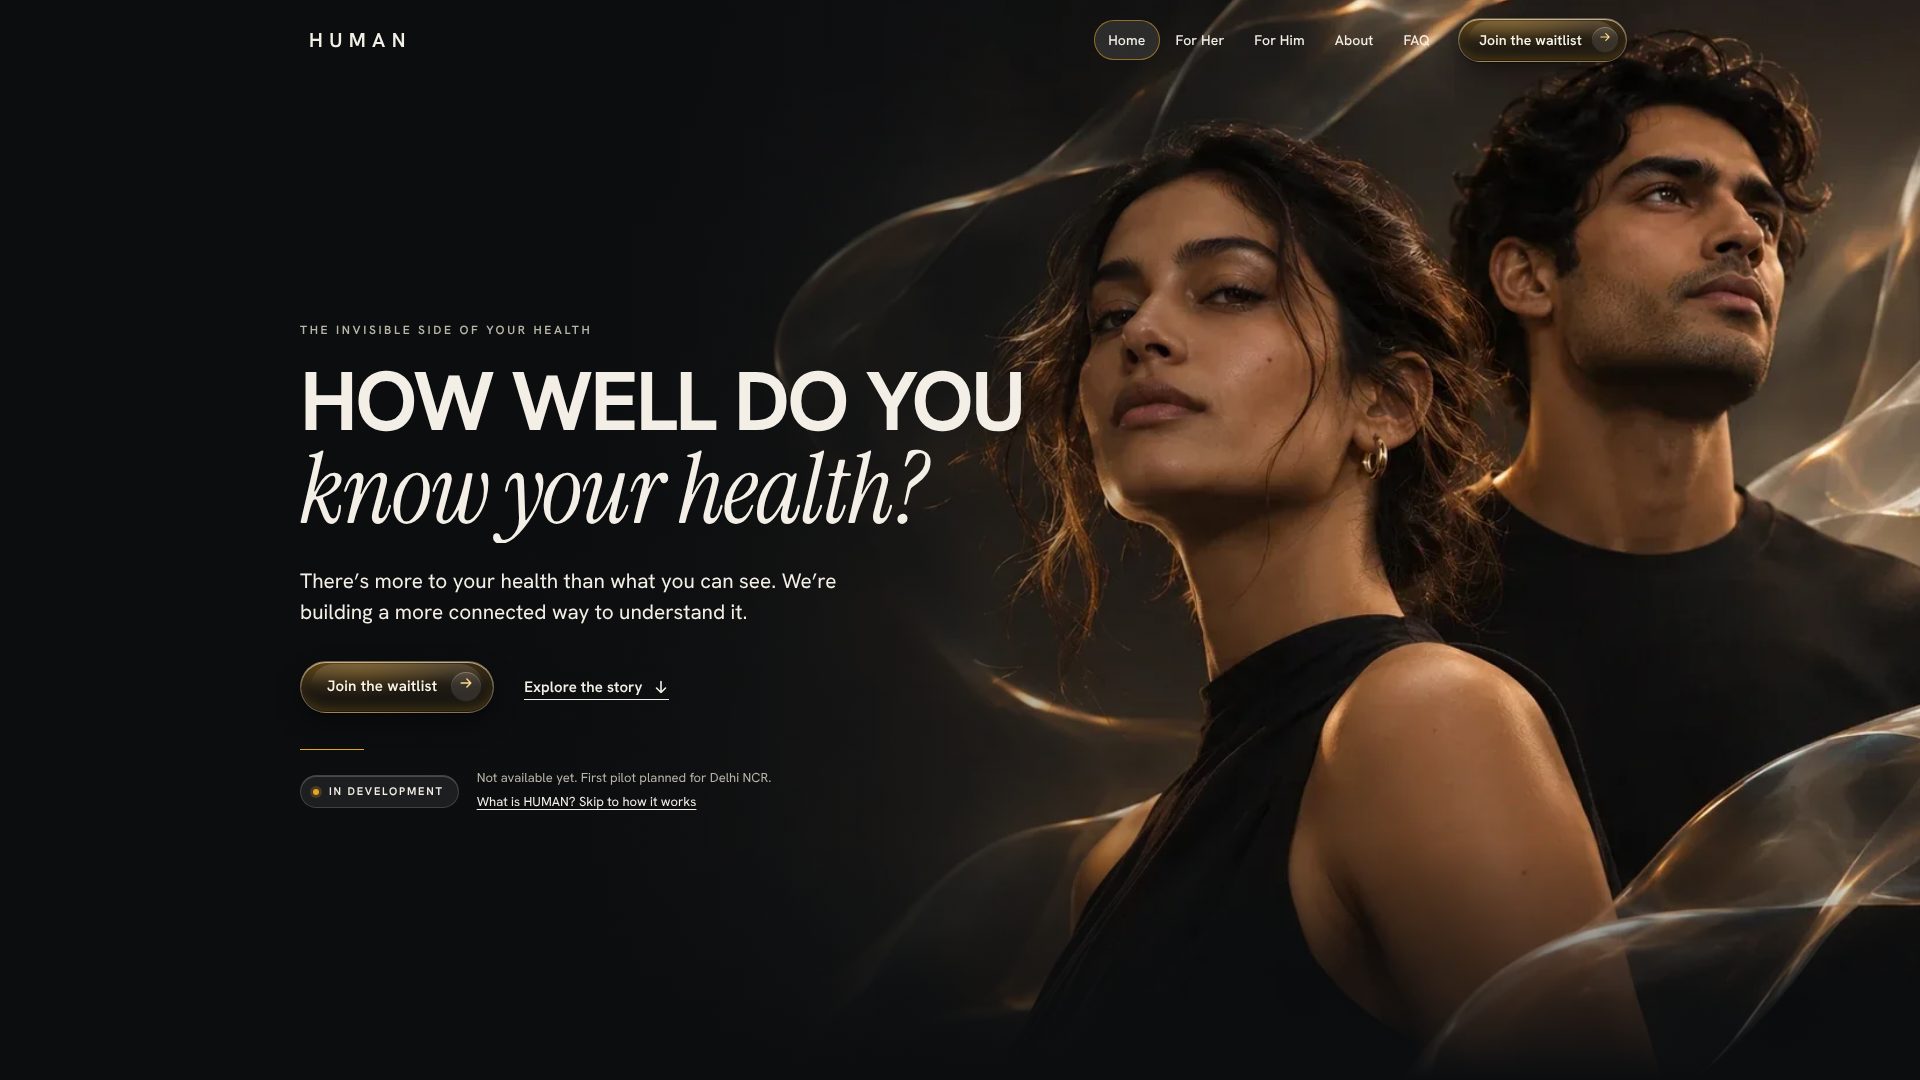 HUMAN
Home
For Her
For Him
About
FAQ
Join the waitlist
THE INVISIBLE SIDE OF YOUR HEALTH
HOW WELL DO YOU
know your health?
There’s more to your health than what you can see. We’re
building a more connected way to understand it.
Join the waitlist
Explore the story
IN DEVELOPMENT
Not available yet. First pilot planned for Delhi NCR.
What is HUMAN? Skip to how it works